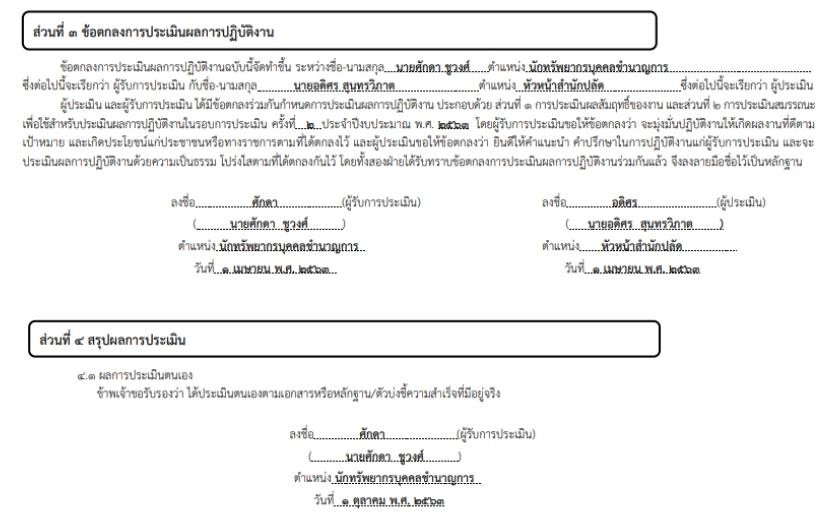 ส่วนที่ ๓ ข้อตกลงการประเมินผลการปฏิบัติงาน
ข้อตกลงการประเมินผลการปฏิบัติงานฉบับนี้จัดทำขึ้น ระหว่างชื่อ-นามสกุล...นายศักดา ชูวงศ์.....ตำแหน่ง นักทรัพยากรบุคคลชำนาญการ
ซึ่งต่อไปนี้จะเรียกว่า ผู้รับการประเมิน กับชื่อ-นามสกุล..........นายอดิศร สุนทรวิภาต..........ตำแหน่ง หัวหน้าสำนักปลัด..........ซึ่งต่อไปนี้จะเรียกว่า ผู้ประเมิน
ผู้ประเมิน และผู้รับการประเมิน ได้มีข้อตกลงร่วมกันกำหนดการประเมินผลการปฏิบัติงาน ประกอบด้วย ส่วนที่ ๑ การประเมินผลสัมฤทธิ์ของงาน และส่วนที่ ๒ การประเมินสมรรถนะ
เพื่อใช้สำหรับประเมินผลการปฏิบัติงานในรอบการประเมิน ครั้งที่...๒... ประจำปีงบประมาณ พ.ศ. ๒๕๖๓ โดยผู้รับการประเมินขอให้ข้อตกลงว่า จะมุ่งมั่นปฏิบัติงานให้เกิดผลงานที่ดีตาม
เป้าหมาย และเกิดประโยชน์แก่ประชาชนหรือทางราชการตามที่ได้ตกลงไว้ และผู้ประเมินขอให้ข้อตกลงว่า ยินดีให้คำแนะนำ คำปรึกษาในการปฏิบัติงานแก่ผู้รับการประเมิน และจะ
ประเมินผลการปฏิบัติงานด้วยความเป็นธรรม โปร่งใสตามที่ได้ตกลงกันไว้ โดยทั้งสองฝ่ายได้รับทราบข้อตกลงการประเมินผลการปฏิบัติงานร่วมกันแล้ว จึงลงลายมือชื่อไว้เป็นหลักฐาน
ลงชื่อ..........ศักดา..........(ผู้รับการประเมิน) ลงชื่อ..........อดิศร..........(ผู้ประเมิน)
(..........นายศักดา ชูวงศ์..........) (.....นายอดิศร สุนทรวิภาต.....)
ตำแหน่ง นักทรัพยากรบุคคลชำนาญการ.. ตำแหน่ง.....หัวหน้าสำนักปลัด.....
วันที่...๑ เมษายน พ.ศ. ๒๕๖๓... วันที่...๑ เมษายน พ.ศ. ๒๕๖๓
ส่วนที่ ๔ สรุปผลการประเมิน
๔.๑ ผลการประเมินตนเอง
ข้าพเจ้าขอรับรองว่า ได้ประเมินตนเองตามเอกสารหรือหลักฐาน/ตัวบ่งชี้ความสำเร็จที่มีอยู่จริง
ลงชื่อ..........ศักดา..........(ผู้รับการประเมิน)
(..........นายศักดา ชูวงศ์..........)
ตำแหน่ง นักทรัพยากรบุคคลชำนาญการ..
วันที่...๑ ตุลาคม พ.ศ. ๒๕๖๓